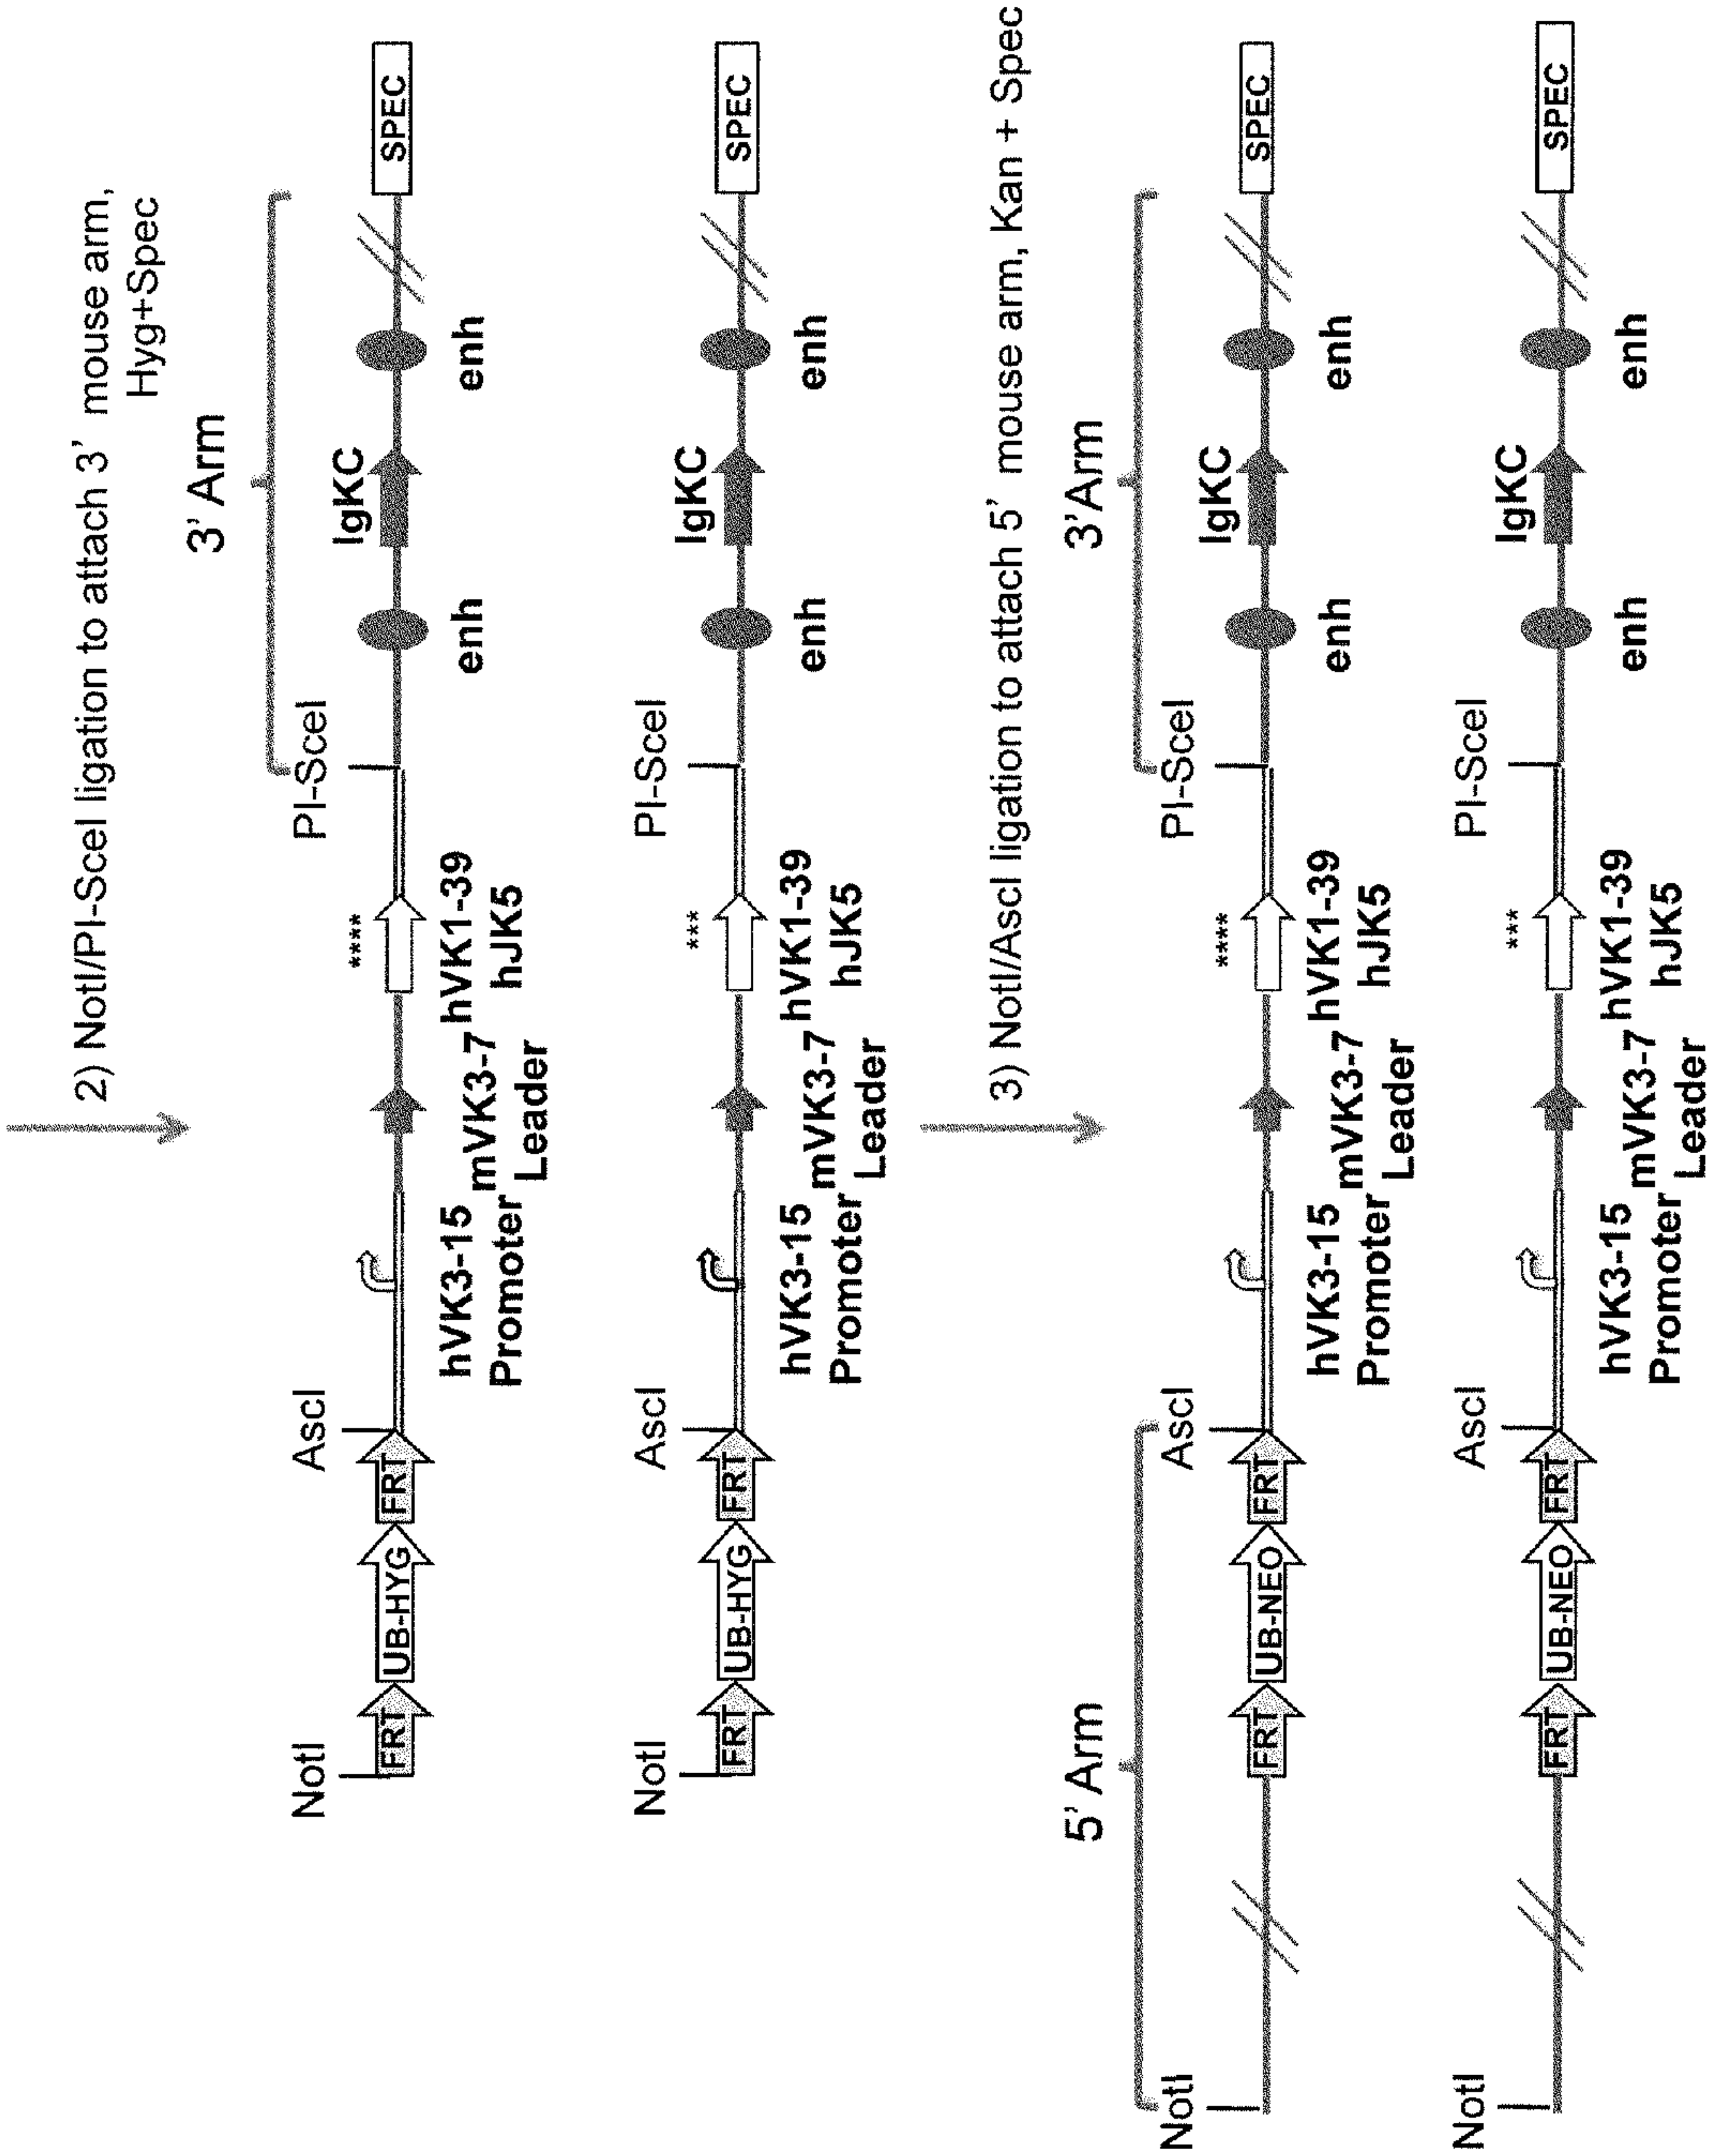 2) NotI/PI-SceI ligation to attach 3’ mouse arm,
Hyg+Spec
3’ Arm
NotI
AscI
PI-SceI
IgKC
****
FRT
UB-HYG
FRT
SPEC
hVK3-15
mVK3-7
hVK1-39
enh
enh
Promoter
Leader
hJK5
NotI
AscI
PI-SceI
IgKC
***
FRT
UB-HYG
FRT
SPEC
hVK3-15
mVK3-7
hVK1-39
enh
enh
Promoter
Leader
hJK5
3) NotI/AscI ligation to attach 5’ mouse arm, Kan + Spec
5’ Arm
3’Arm
NotI
AscI
PI-SceI
IgKC
****
FRT
UB-NEO
FRT
SPEC
hVK3-15
mVK3-7
hVK1-39
enh
enh
Promoter
Leader
hJK5
NotI
AscI
PI-SceI
IgKC
***
FRT
UB-NEO
FRT
SPEC
hVK3-15
mVK3-7
hVK1-39
enh
enh
Promoter
Leader
hJK5